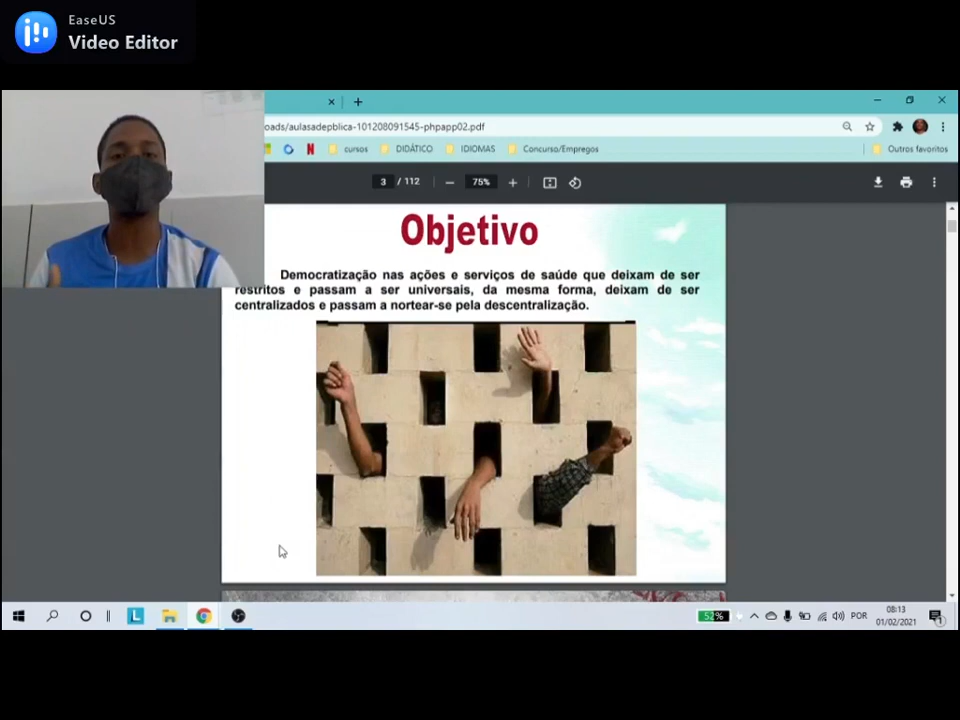 EaseUS
Video Editor
oads/aulasadepblica-101208091545-phpapp02.pdf
cursos
DIDÁTICO
IDIOMAS
Concurso/Empregos
Outros favoritos
3 / 112
75%
Objetivo
Democratização nas ações e serviços de saúde que deixam de ser
restritos e passam a ser universais, da mesma forma, deixam de ser
centralizados e passam a nortear-se pela descentralização.
52%
POR
08:13
01/02/2021
1